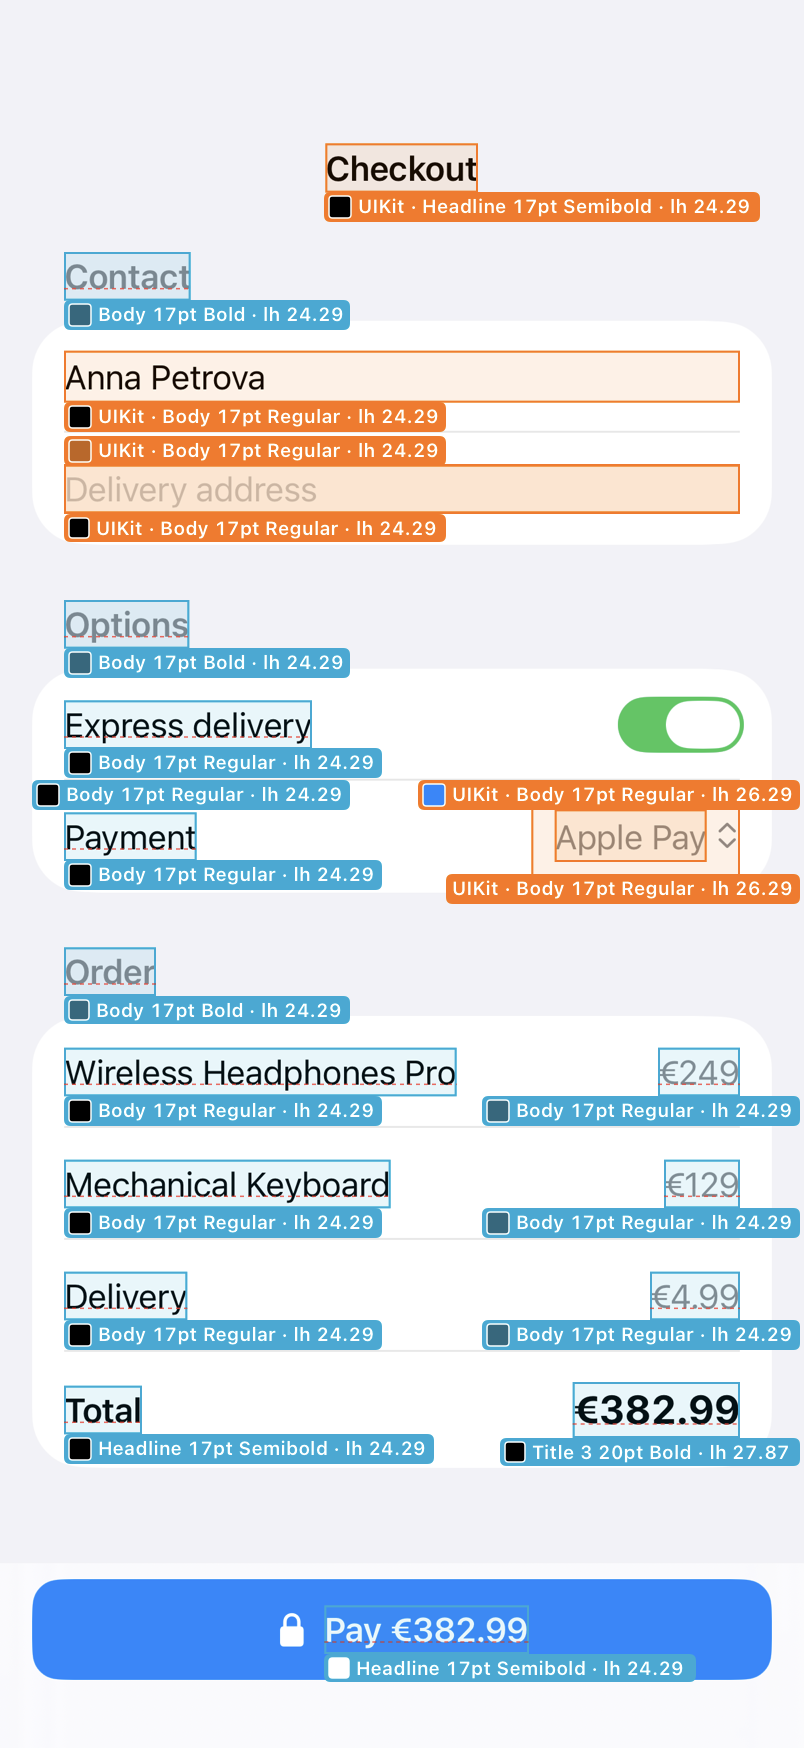 Checkout
UIKit · Headline 17pt Semibold · lh 24.29
Contact
Body 17pt Bold · lh 24.29
Anna Petrova
UIKit · Body 17pt Regular · lh 24.29
UIKit · Body 17pt Regular · lh 24.29
Delivery address
UIKit · Body 17pt Regular · lh 24.29
Options
Body 17pt Bold · lh 24.29
Express delivery
Body 17pt Regular · lh 24.29
Body 17pt Regular · lh 24.29
UIKit · Body 17pt Regular · lh 26.29
Payment
Apple Pay
Body 17pt Regular · lh 24.29
UIKit · Body 17pt Regular · lh 26.29
Order
Body 17pt Bold · lh 24.29
Wireless Headphones Pro
€249
Body 17pt Regular · lh 24.29
Body 17pt Regular · lh 24.29
Mechanical Keyboard
€129
Body 17pt Regular · lh 24.29
Body 17pt Regular · lh 24.29
Delivery
€4.99
Body 17pt Regular · lh 24.29
Body 17pt Regular · lh 24.29
Total
€382.99
Headline 17pt Semibold · lh 24.29
Title 3 20pt Bold · lh 27.87
Pay €382.99
Headline 17pt Semibold · lh 24.29